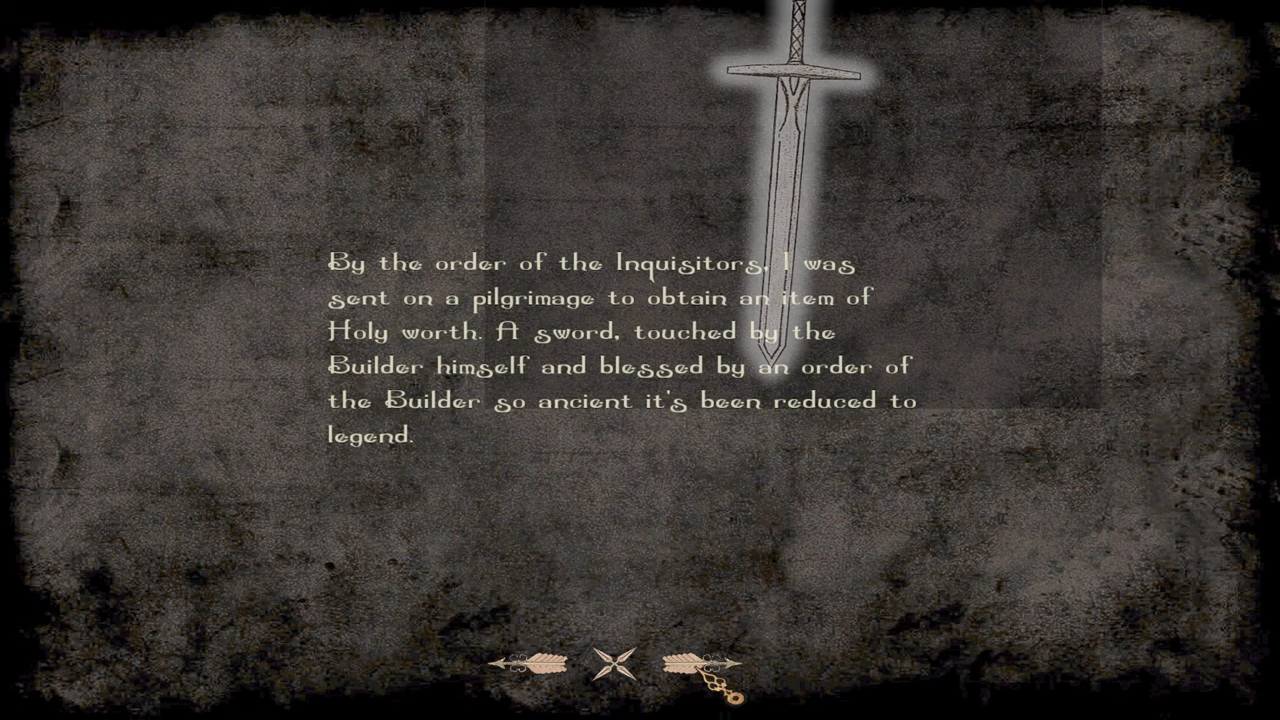 By the order of the Inquisitors, I was
sent on a pilgrimage to obtain an item of
Holy worth. A sword, touched by the
Builder himself and blessed by an order of
the Builder so ancient it's been reduced to
legend.